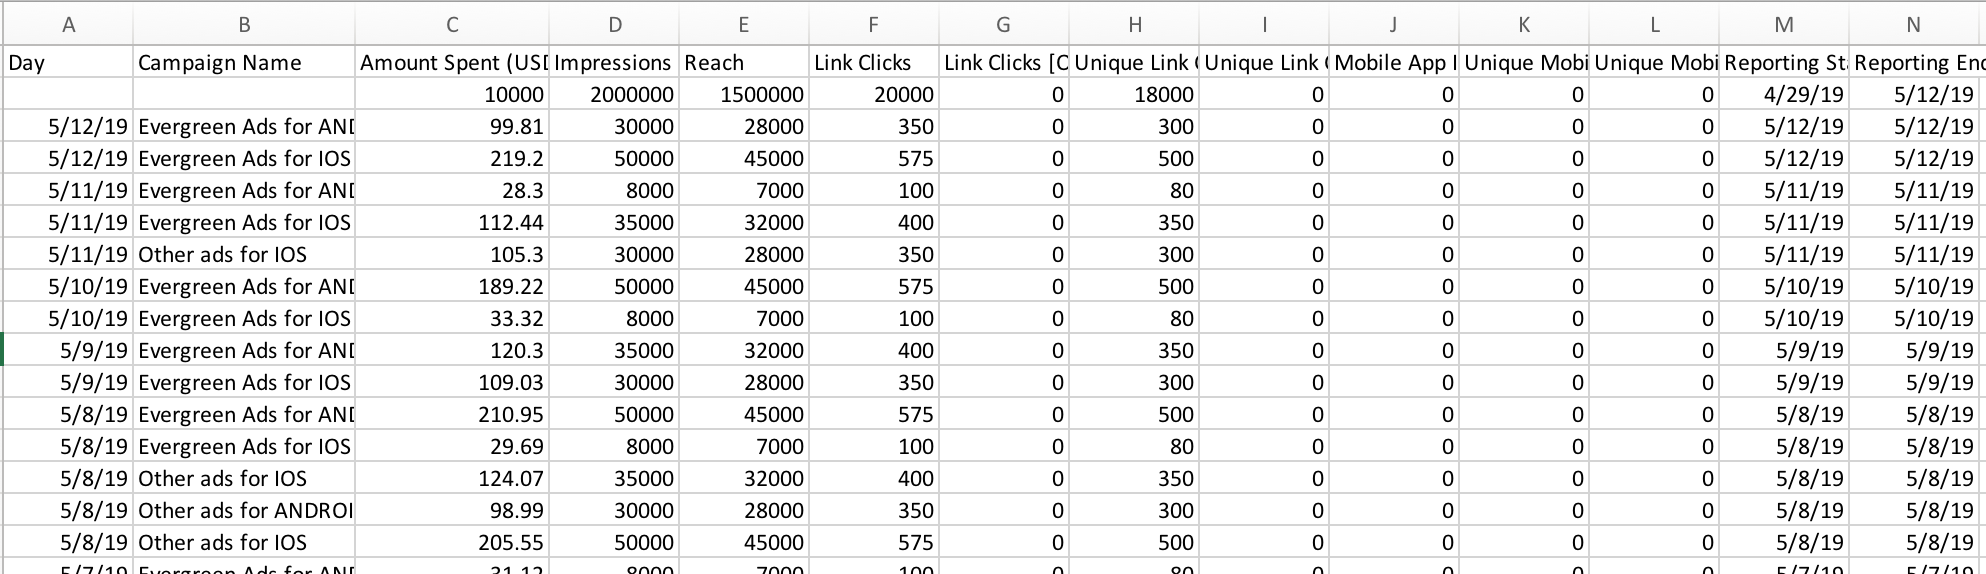 A B C D E F G H I J K L M N
Day Campaign Name Amount Spent (USD Impressions Reach Link Clicks Link Clicks [C Unique Link C Unique Link C Mobile App I Unique Mobi Unique Mobi Reporting Sta Reporting End
10000 2000000 1500000 20000 0 18000 0 0 0 0 4/29/19 5/12/19
5/12/19 Evergreen Ads for AND 99.81 30000 28000 350 0 300 0 0 0 0 5/12/19 5/12/19
5/12/19 Evergreen Ads for IOS 219.2 50000 45000 575 0 500 0 0 0 0 5/12/19 5/12/19
5/11/19 Evergreen Ads for AND 28.3 8000 7000 100 0 80 0 0 0 0 5/11/19 5/11/19
5/11/19 Evergreen Ads for IOS 112.44 35000 32000 400 0 350 0 0 0 0 5/11/19 5/11/19
5/11/19 Other ads for IOS 105.3 30000 28000 350 0 300 0 0 0 0 5/11/19 5/11/19
5/10/19 Evergreen Ads for AND 189.22 50000 45000 575 0 500 0 0 0 0 5/10/19 5/10/19
5/10/19 Evergreen Ads for IOS 33.32 8000 7000 100 0 80 0 0 0 0 5/10/19 5/10/19
5/9/19 Evergreen Ads for AND 120.3 35000 32000 400 0 350 0 0 0 0 5/9/19 5/9/19
5/9/19 Evergreen Ads for IOS 109.03 30000 28000 350 0 300 0 0 0 0 5/9/19 5/9/19
5/8/19 Evergreen Ads for AND 210.95 50000 45000 575 0 500 0 0 0 0 5/8/19 5/8/19
5/8/19 Evergreen Ads for IOS 29.69 8000 7000 100 0 80 0 0 0 0 5/8/19 5/8/19
5/8/19 Other ads for IOS 124.07 35000 32000 400 0 350 0 0 0 0 5/8/19 5/8/19
5/8/19 Other ads for ANDROI 98.99 30000 28000 350 0 300 0 0 0 0 5/8/19 5/8/19
5/8/19 Other ads for IOS 205.55 50000 45000 575 0 500 0 0 0 0 5/8/19 5/8/19
5/7/19 Evergreen Ads for AND 31.12 8000 7000 100 0 80 0 0 0 0 5/7/19 5/7/19